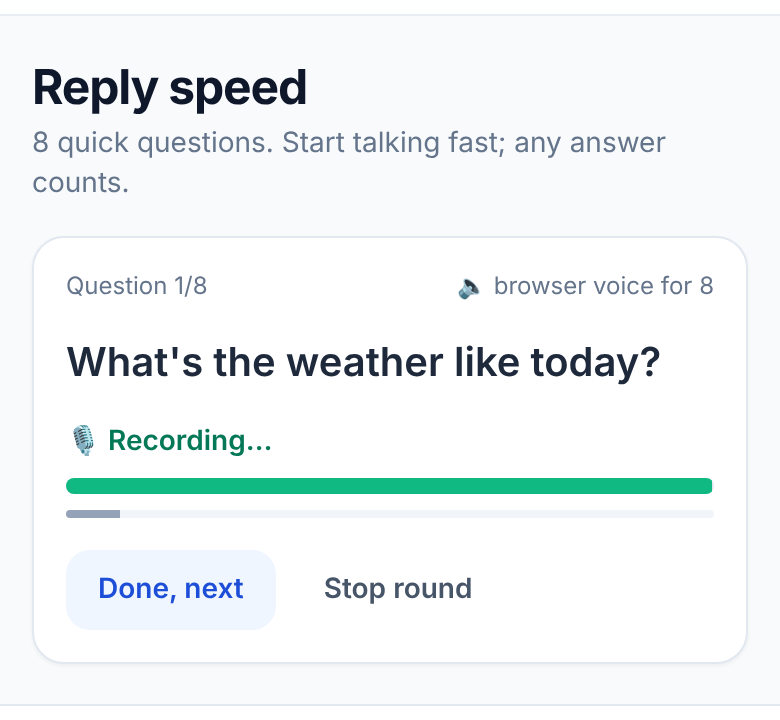 Reply speed
8 quick questions. Start talking fast; any answer
counts.
Question 1/8
🔈 browser voice for 8
What's the weather like today?
🎙️ Recording...
Done, next
Stop round